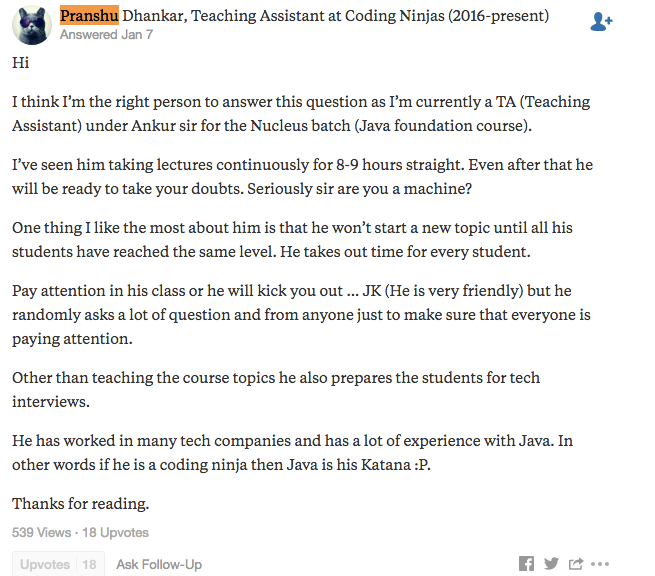 Pranshu Dhankar, Teaching Assistant at Coding Ninjas (2016-present)
Answered Jan 7
Hi
I think I’m the right person to answer this question as I’m currently a TA (Teaching
Assistant) under Ankur sir for the Nucleus batch (Java foundation course).
I’ve seen him taking lectures continuously for 8-9 hours straight. Even after that he
will be ready to take your doubts. Seriously sir are you a machine?
One thing I like the most about him is that he won’t start a new topic until all his
students have reached the same level. He takes out time for every student.
Pay attention in his class or he will kick you out ... JK (He is very friendly) but he
randomly asks a lot of question and from anyone just to make sure that everyone is
paying attention.
Other than teaching the course topics he also prepares the students for tech
interviews.
He has worked in many tech companies and has a lot of experience with Java. In
other words if he is a coding ninja then Java is his Katana :P.
Thanks for reading.
539 Views · 18 Upvotes
Upvotes 18 Ask Follow-Up